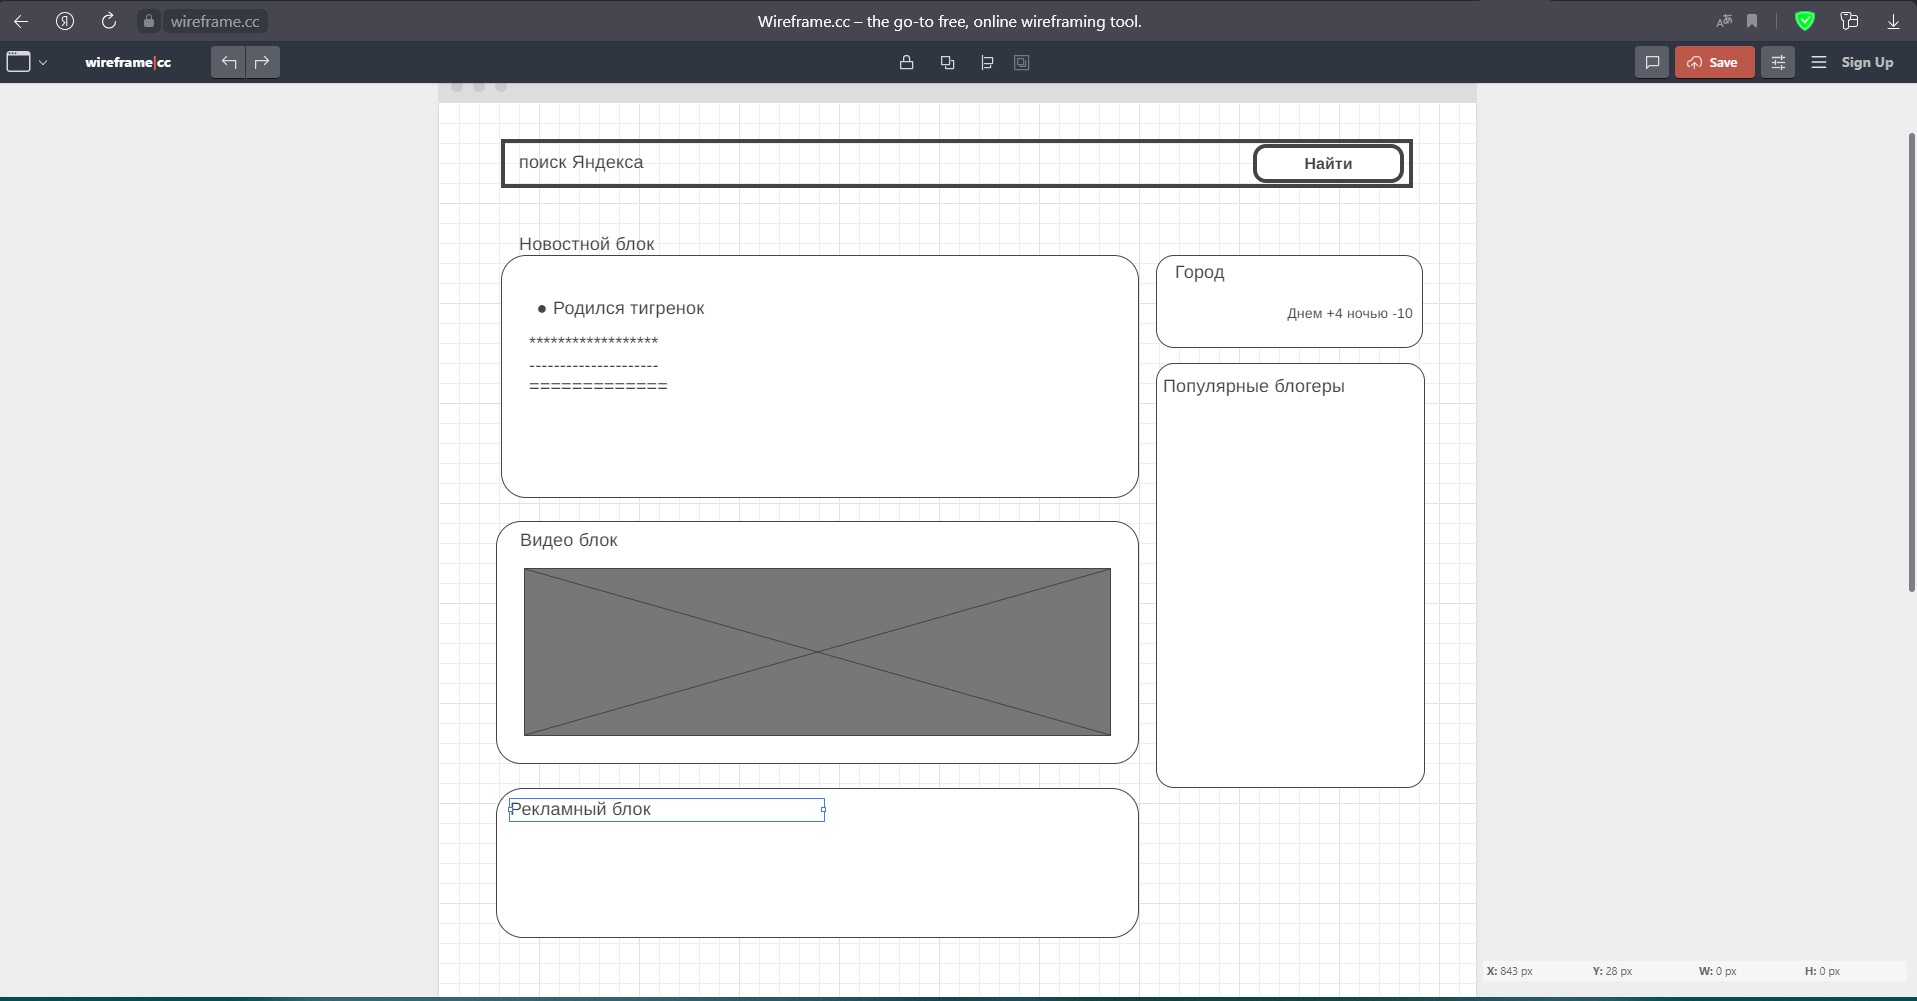 wireframe.cc
Wireframe.cc – the go-to free, online wireframing tool.
wireframe|cc
Save
Sign Up
поиск Яндекса
Найти
Новостной блок
● Родился тигренок
******************
---------------------
=============
Город
Днем +4 ночью -10
Популярные блогеры
Видео блок
Рекламный блок
X: 843 px Y: 28 px W: 0 px H: 0 px